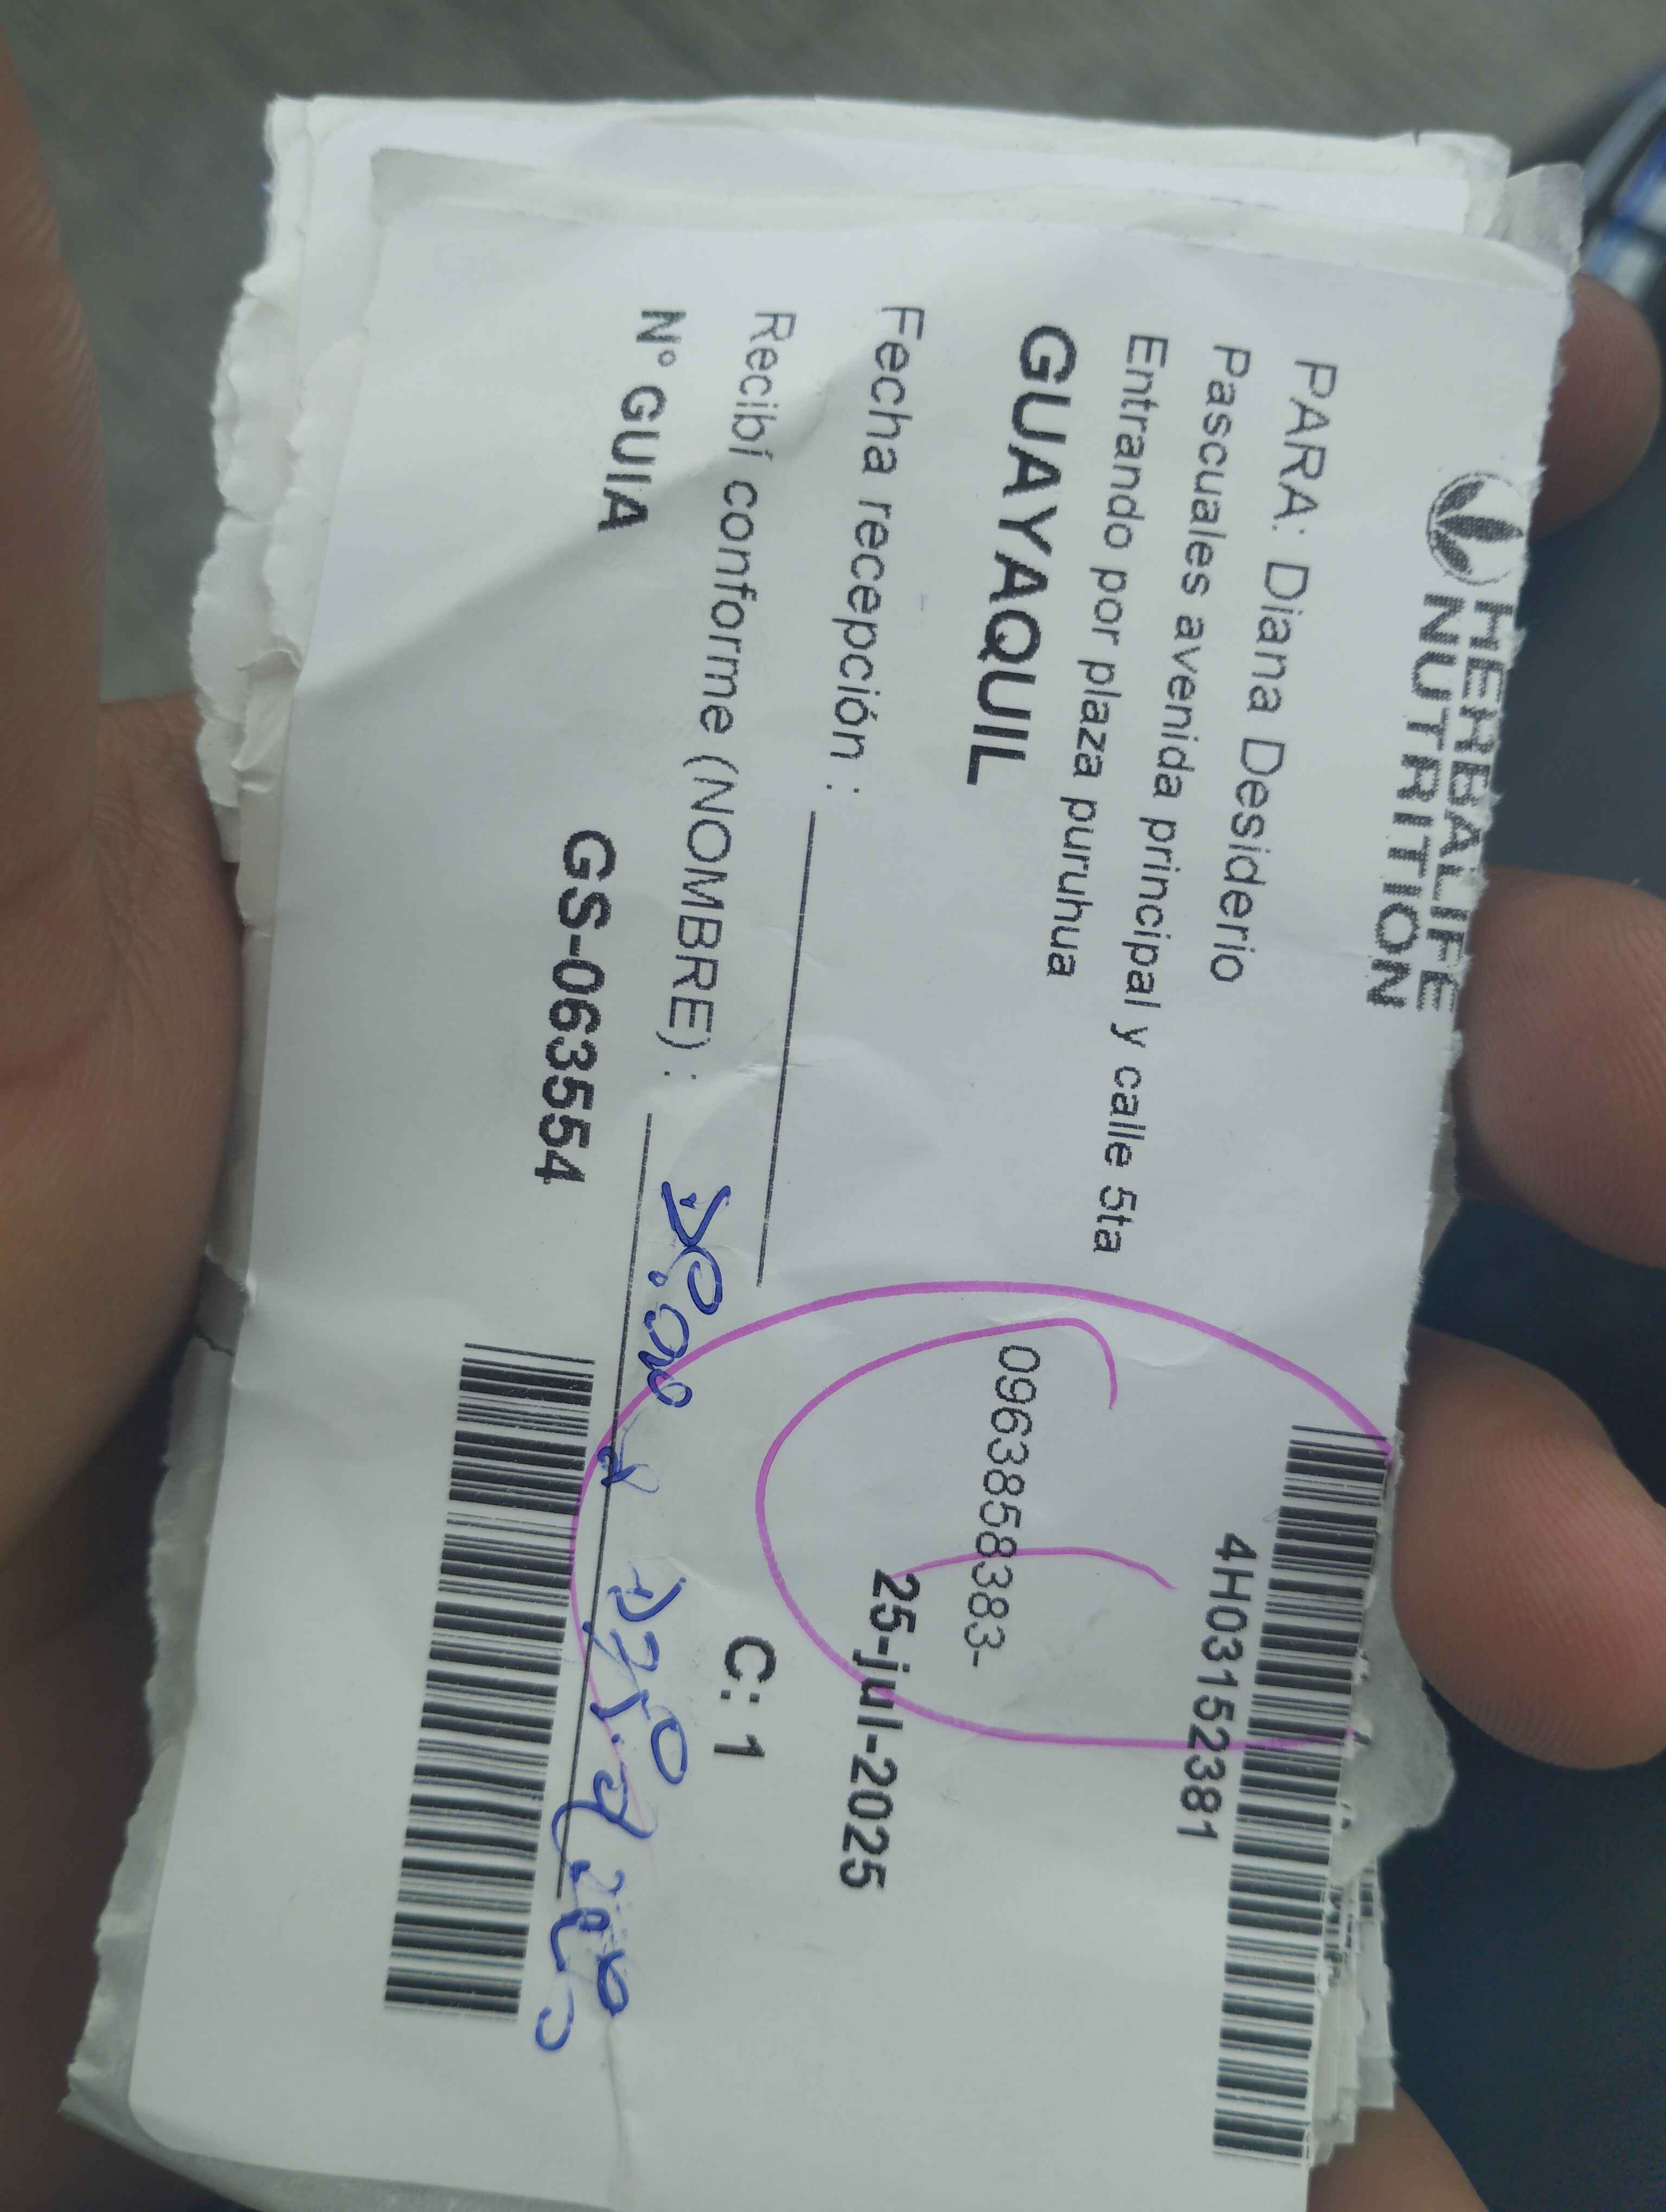 HERBALIFE
NUTRITION
4H03152381
PARA: Diana Desiderio
Pascuales avenida principal y calle 5ta
Entrando por plaza puruhua
0963858383-
GUAYAQUIL
25-jul-2025
Fecha recepción :
C: 1
Recibí conforme (NOMBRE) :
N° GUIA
GS-063554